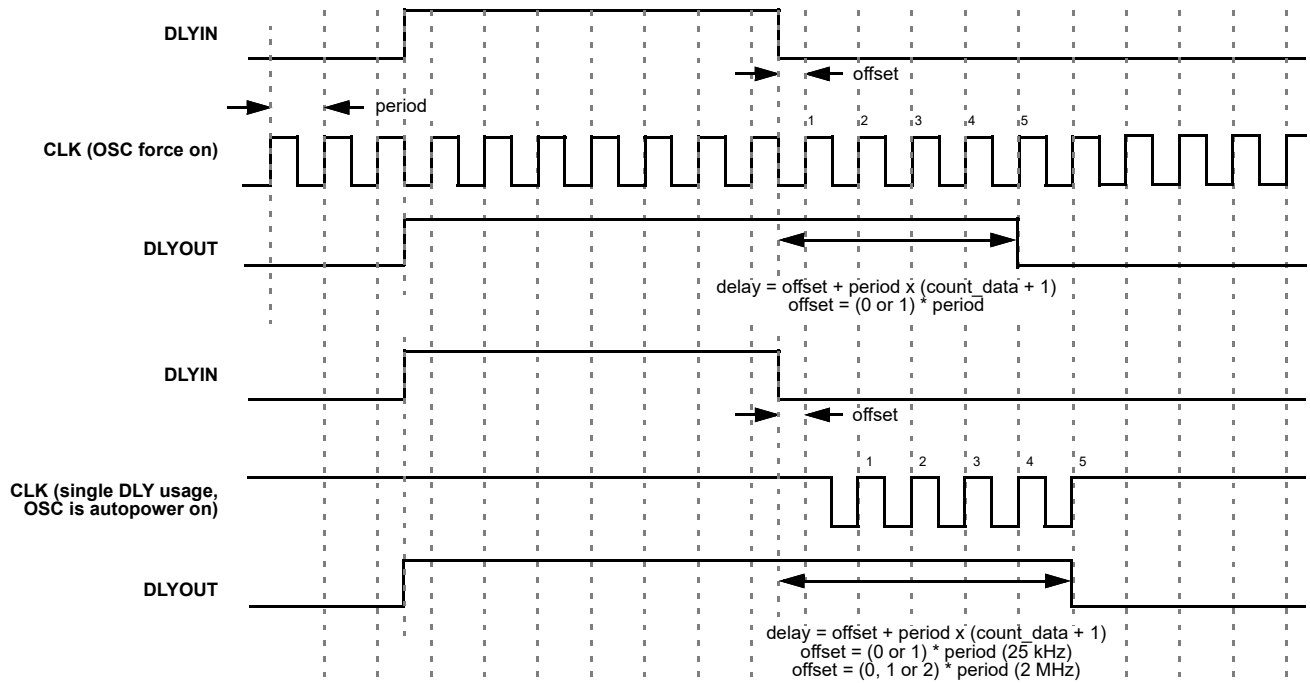 DLYIN
offset
period
1 2 3 4 5
CLK (OSC force on)
DLYOUT
delay = offset + period x (count_data + 1)
offset = (0 or 1) * period
DLYIN
offset
1 2 3 4 5
CLK (single DLY usage,
OSC is autopower on)
DLYOUT
delay = offset + period x (count_data + 1)
offset = (0 or 1) * period (25 kHz)
offset = (0, 1 or 2) * period (2 MHz)